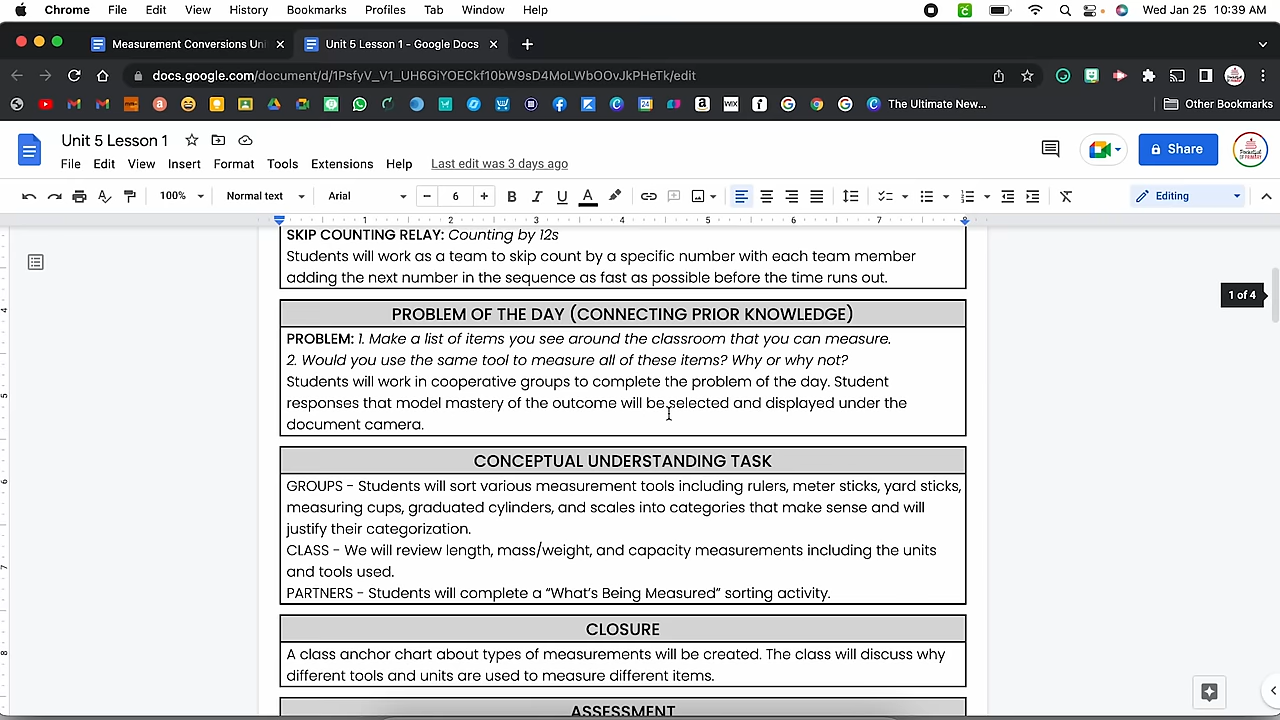 Chrome File Edit View History Bookmarks Profiles Tab Window Help Wed Jan 25 10:39 AM
Measurement Conversions Uni Unit 5 Lesson 1 - Google Docs
docs.google.com/document/d/1PsfyV_V1_UH6GiYOECkf10bW9sD4MoLWbOOvJkPHeTk/edit
The Ultimate New... Other Bookmarks
Unit 5 Lesson 1
File Edit View Insert Format Tools Extensions Help Last edit was 3 days ago Share
100% Normal text Arial 6 Editing
1 2 3 4 5 6 7 8
SKIP COUNTING RELAY: Counting by 12s
Students will work as a team to skip count by a specific number with each team member
adding the next number in the sequence as fast as possible before the time runs out.
1 of 4
PROBLEM OF THE DAY (CONNECTING PRIOR KNOWLEDGE)
PROBLEM: 1. Make a list of items you see around the classroom that you can measure.
2. Would you use the same tool to measure all of these items? Why or why not?
Students will work in cooperative groups to complete the problem of the day. Student
responses that model mastery of the outcome will be selected and displayed under the
document camera.
CONCEPTUAL UNDERSTANDING TASK
GROUPS - Students will sort various measurement tools including rulers, meter sticks, yard sticks,
measuring cups, graduated cylinders, and scales into categories that make sense and will
justify their categorization.
CLASS - We will review length, mass/weight, and capacity measurements including the units
and tools used.
PARTNERS - Students will complete a “What’s Being Measured” sorting activity.
CLOSURE
A class anchor chart about types of measurements will be created. The class will discuss why
different tools and units are used to measure different items.
ASSESSMENT